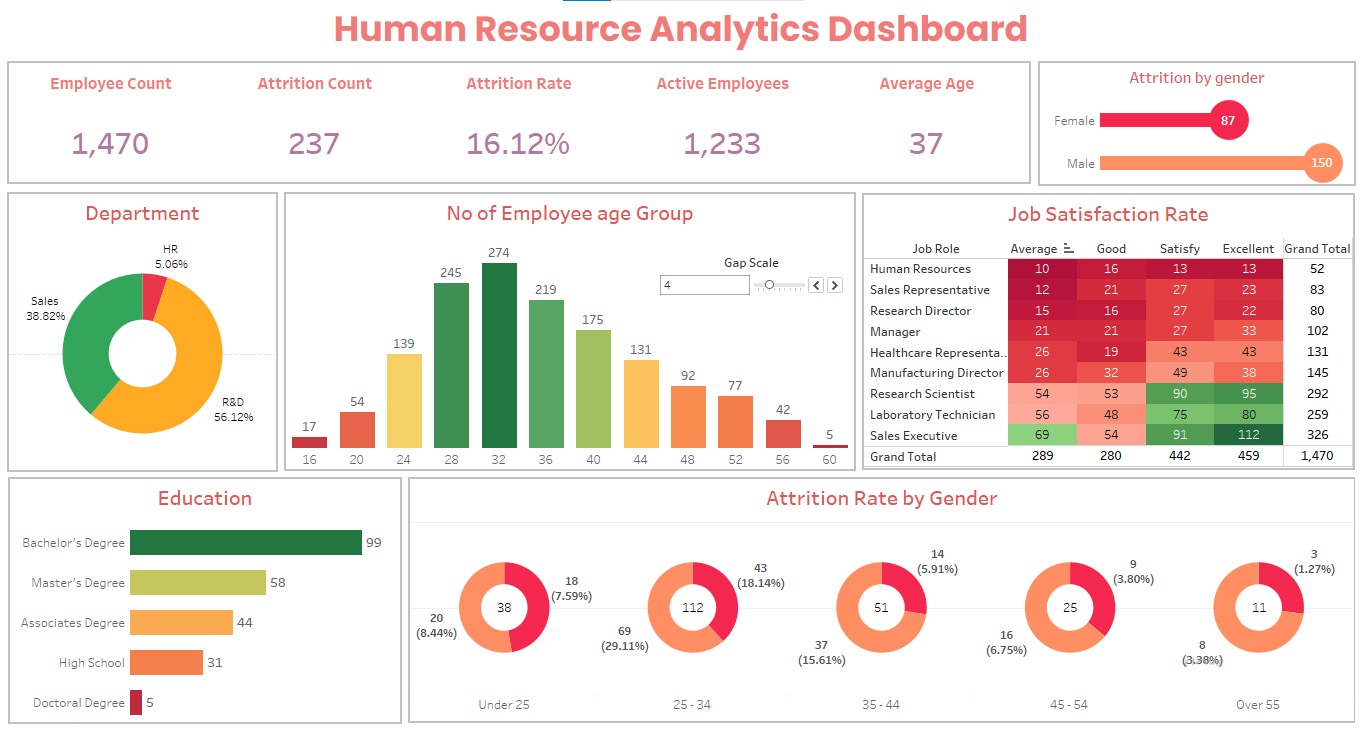 Human Resource Analytics Dashboard
Employee Count
Attrition Count
Attrition Rate
Active Employees
Average Age
1,470
237
16.12%
1,233
37
Attrition by gender
Female
87
Male
150
Department
HR
5.06%
Sales
38.82%
R&D
56.12%
No of Employee age Group
Gap Scale
4
17
54
139
245
274
219
175
131
92
77
42
5
16
20
24
28
32
36
40
44
48
52
56
60
Job Satisfaction Rate
Job Role Average Good Satisfy Excellent Grand Total
Human Resources 10 16 13 13 52
Sales Representative 12 21 27 23 83
Research Director 15 16 27 22 80
Manager 21 21 27 33 102
Healthcare Representa.. 26 19 43 43 131
Manufacturing Director 26 32 49 38 145
Research Scientist 54 53 90 95 292
Laboratory Technician 56 48 75 80 259
Sales Executive 69 54 91 112 326
Grand Total 289 280 442 459 1,470
Education
Bachelor's Degree 99
Master's Degree 58
Associates Degree 44
High School 31
Doctoral Degree 5
Attrition Rate by Gender
38
18
(7.59%)
20
(8.44%)
Under 25
112
43
(18.14%)
69
(29.11%)
25 - 34
51
14
(5.91%)
37
(15.61%)
35 - 44
25
9
(3.80%)
16
(6.75%)
45 - 54
11
3
(1.27%)
8
(3.38%)
Over 55